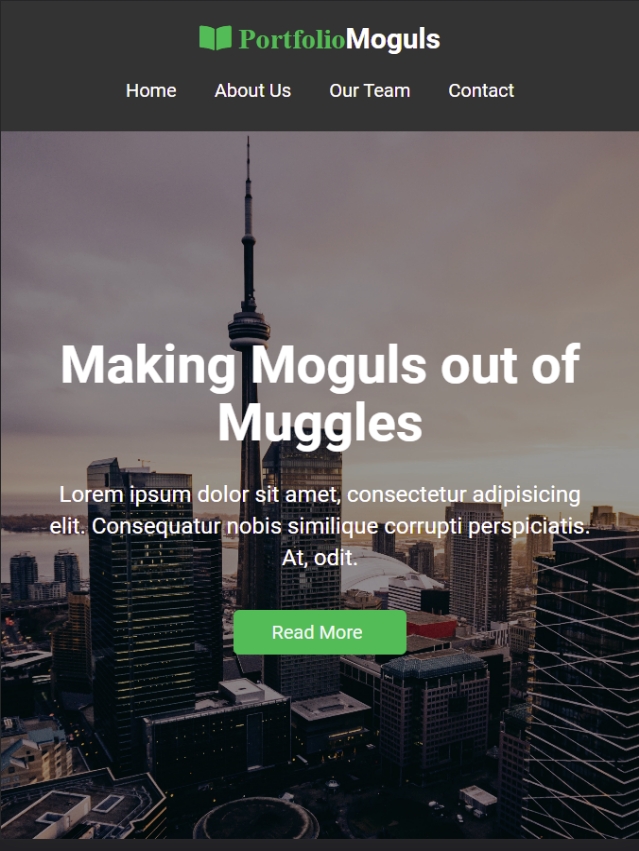 PortfolioMoguls
Home About Us Our Team Contact
Making Moguls out of
Muggles
Lorem ipsum dolor sit amet, consectetur adipisicing
elit. Consequatur nobis similique corrupti perspiciatis.
At, odit.
Read More